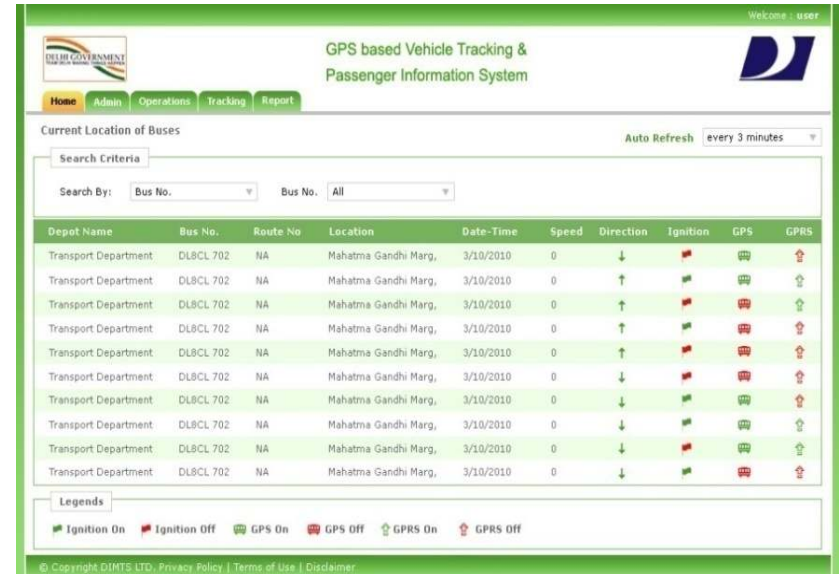 Welcome : user
DELHI GOVERNMENT
GPS based Vehicle Tracking &
Passenger Information System
Home Admin Operations Tracking Report
Current Location of Buses
Auto Refresh every 3 minutes
Search Criteria
Search By: Bus No. Bus No. All
Depot Name Bus No. Route No Location Date-Time Speed Direction Ignition GPS GPRS
Transport Department DL8CL 702 NA Mahatma Gandhi Marg, 3/10/2010 0
Transport Department DL8CL 702 NA Mahatma Gandhi Marg, 3/10/2010 0
Transport Department DL8CL 702 NA Mahatma Gandhi Marg, 3/10/2010 0
Transport Department DL8CL 702 NA Mahatma Gandhi Marg, 3/10/2010 0
Transport Department DL8CL 702 NA Mahatma Gandhi Marg, 3/10/2010 0
Transport Department DL8CL 702 NA Mahatma Gandhi Marg, 3/10/2010 0
Transport Department DL8CL 702 NA Mahatma Gandhi Marg, 3/10/2010 0
Transport Department DL8CL 702 NA Mahatma Gandhi Marg, 3/10/2010 0
Transport Department DL8CL 702 NA Mahatma Gandhi Marg, 3/10/2010 0
Transport Department DL8CL 702 NA Mahatma Gandhi Marg, 3/10/2010 0
Legends
Ignition On Ignition Off GPS On GPS Off GPRS On GPRS Off
© Copyright DIMTS LTD. Privacy Policy | Terms of Use | Disclaimer